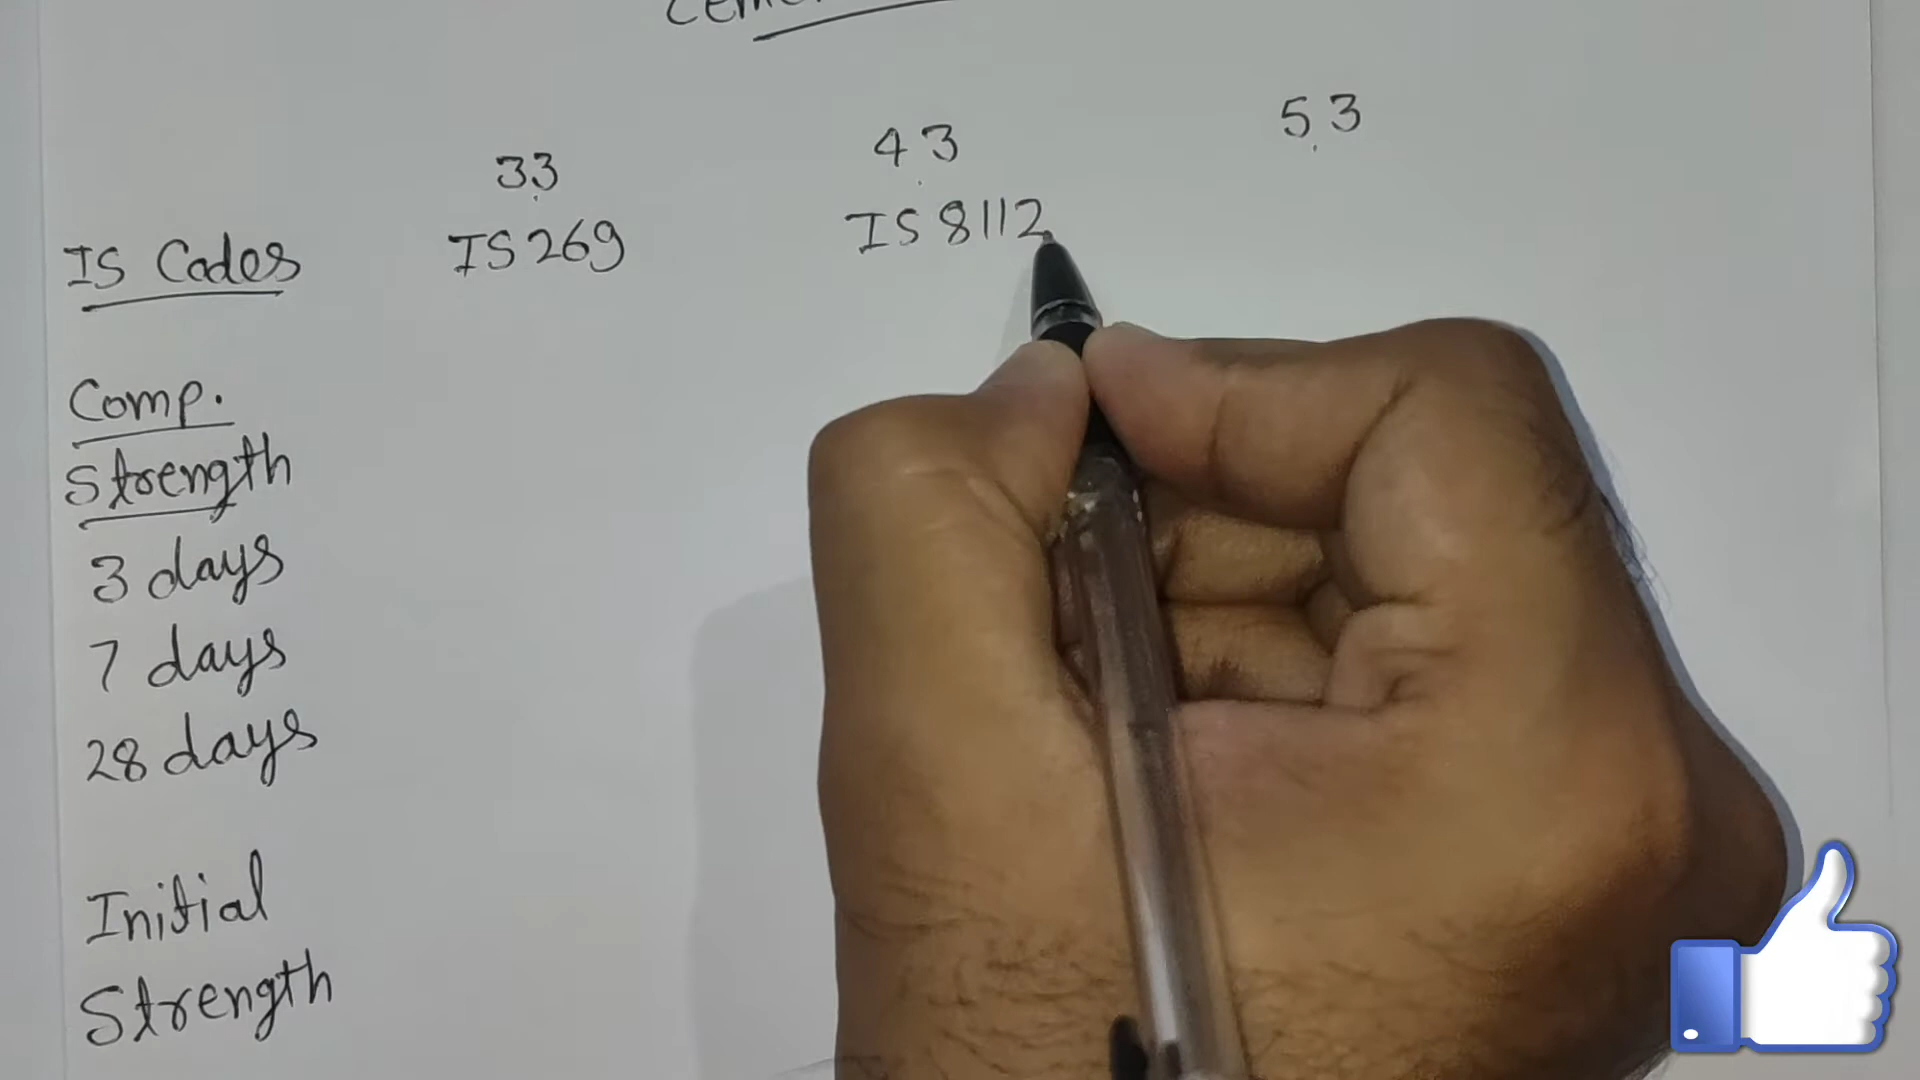 33 43 53
IS Codes IS 269 IS 8112
Comp.
Strength
3 days
7 days
28 days
Initial
Strength